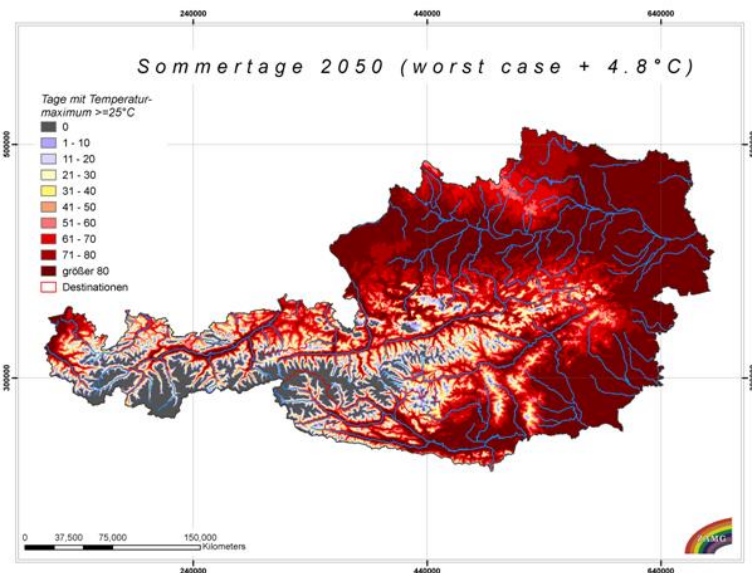 240000 440000 640000
Sommertage 2050 (worst case + 4.8°C)
Tage mit Temperatur-
maximum >=25°C
0
1 - 10
11 - 20
21 - 30
31 - 40
41 - 50
51 - 60
61 - 70
71 - 80
größer 80
Destinationen
500000
300000
0 37,500 75,000 150,000
Kilometers
ZAMG
240000 440000 640000